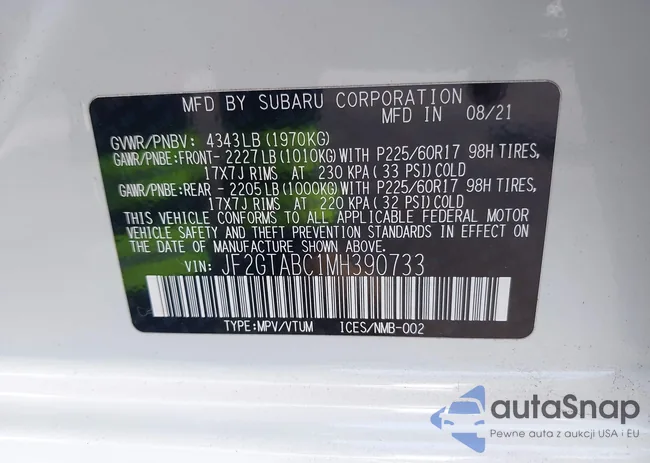 MFD BY SUBARU CORPORATION
MFD IN 08/21
GVWR/PNBV: 4343LB(1970KG)
GAWR/PNBE:FRONT- 2227LB(1010KG)WITH P225/60R17 98H TIRES,
17X7J RIMS AT 230 KPA(33 PSI)COLD
GAWR/PNBE:REAR - 2205LB(1000KG)WITH P225/60R17 98H TIRES,
17X7J RIMS AT 220 KPA(32 PSI)COLD
THIS VEHICLE CONFORMS TO ALL APPLICABLE FEDERAL MOTOR
VEHICLE SAFETY AND THEFT PREVENTION STANDARDS IN EFFECT
ON THE DATE OF MANUFACTURE SHOWN ABOVE.
VIN: JF2GTABC1MH390733
TYPE:MPV/VTUM ICES/NMB-002
autaSnap
Pewne auta z aukcji USA i EU